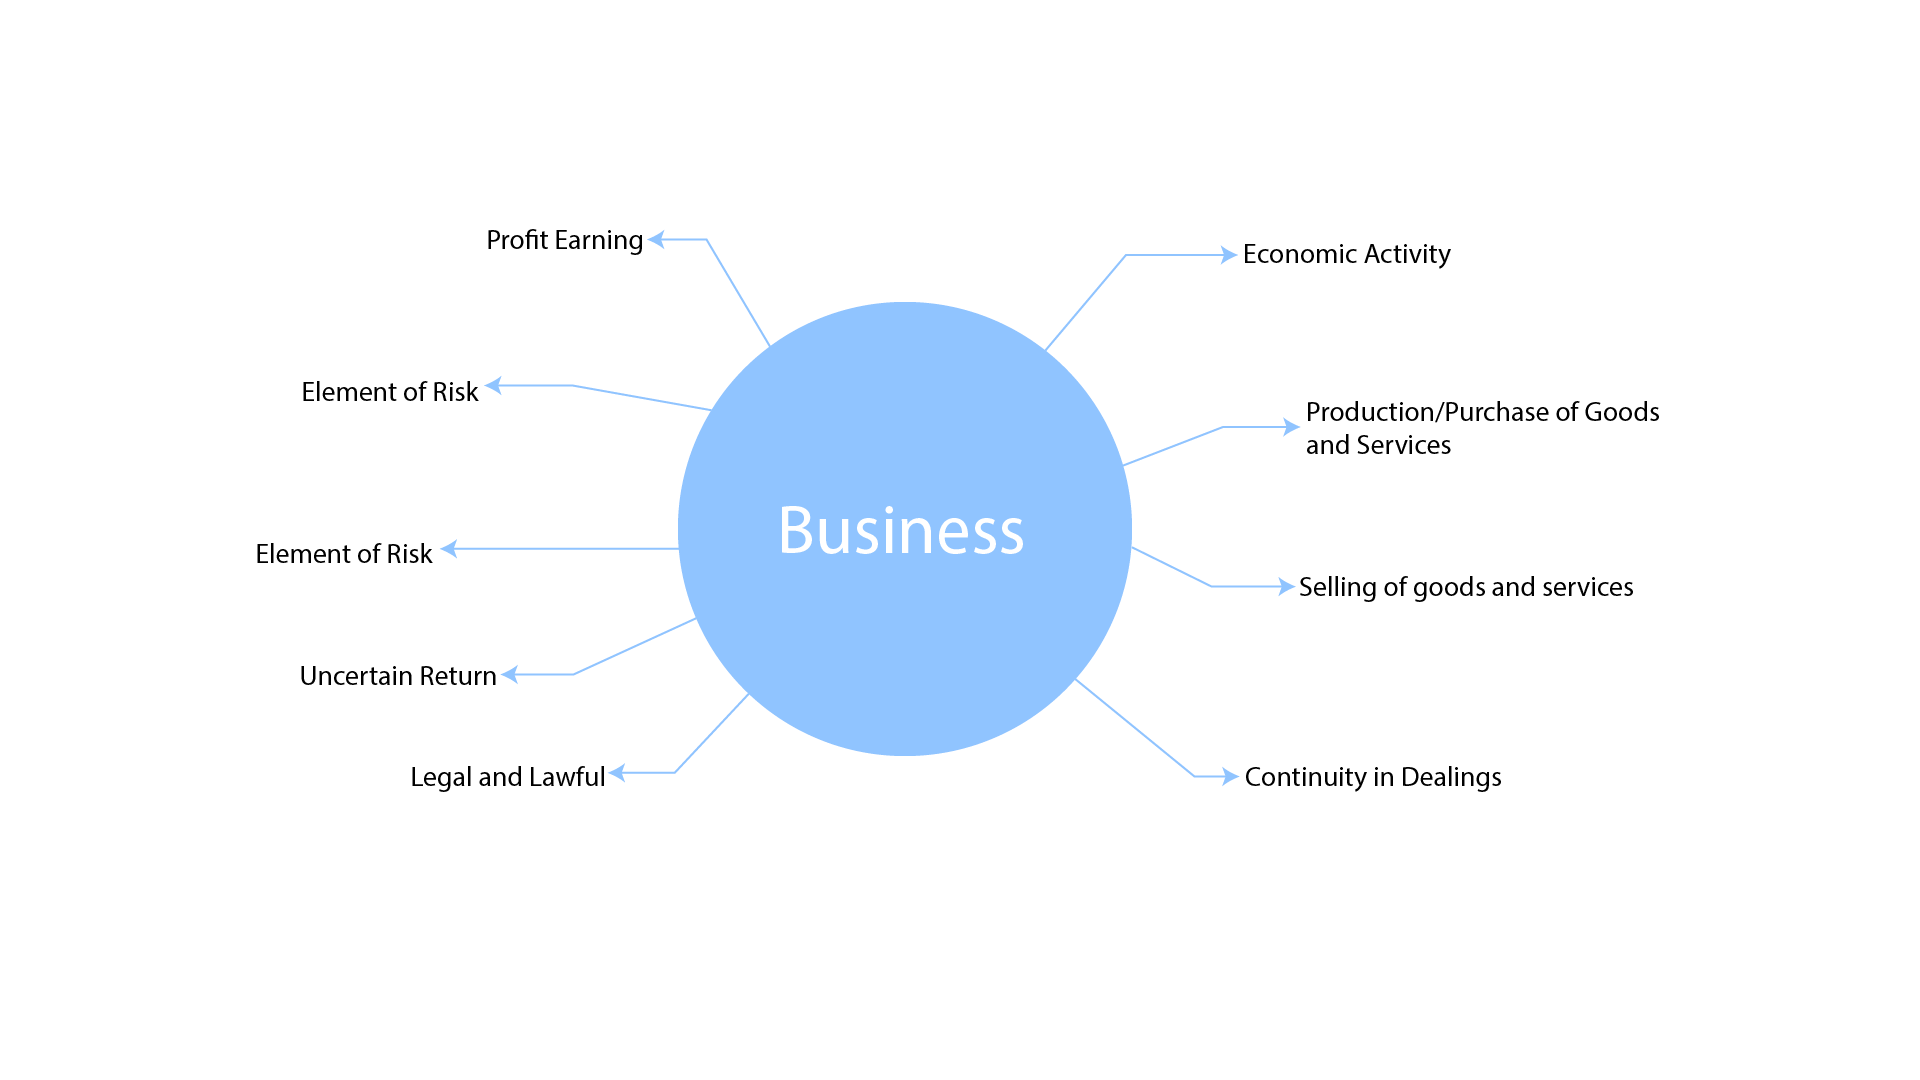 Profit Earning
Economic Activity
Element of Risk
Production/Purchase of Goods
and Services
Business
Element of Risk
Selling of goods and services
Uncertain Return
Legal and Lawful
Continuity in Dealings